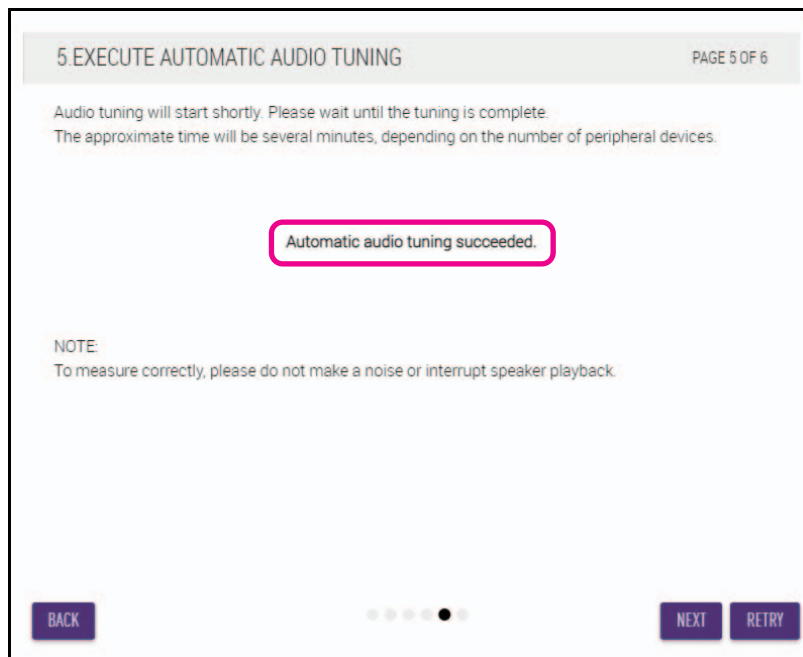 5.EXECUTE AUTOMATIC AUDIO TUNING PAGE 5 OF 6
Audio tuning will start shortly. Please wait until the tuning is complete.
The approximate time will be several minutes, depending on the number of peripheral devices.
Automatic audio tuning succeeded.
NOTE:
To measure correctly, please do not make a noise or interrupt speaker playback.
BACK NEXT RETRY